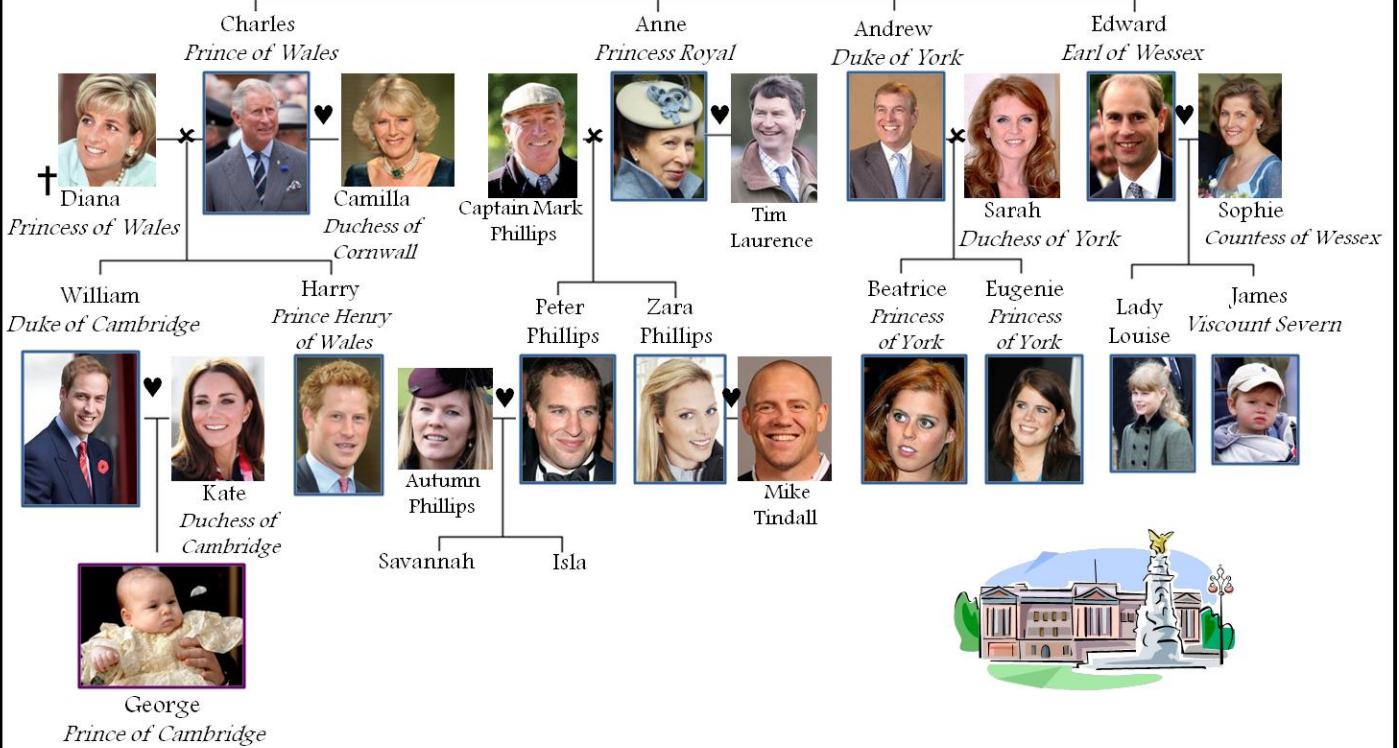 Charles
Prince of Wales
Anne
Princess Royal
Andrew
Duke of York
Edward
Earl of Wessex
Diana
Princess of Wales
Camilla
Duchess of
Cornwall
Captain Mark
Phillips
Tim
Laurence
Sarah
Duchess of York
Sophie
Countess of Wessex
William
Duke of Cambridge
Harry
Prince Henry
of Wales
Peter
Phillips
Zara
Phillips
Beatrice
Princess
of York
Eugenie
Princess
of York
Lady
Louise
James
Viscount Severn
Kate
Duchess of
Cambridge
Autumn
Phillips
Mike
Tindall
Savannah
Isla
George
Prince of Cambridge